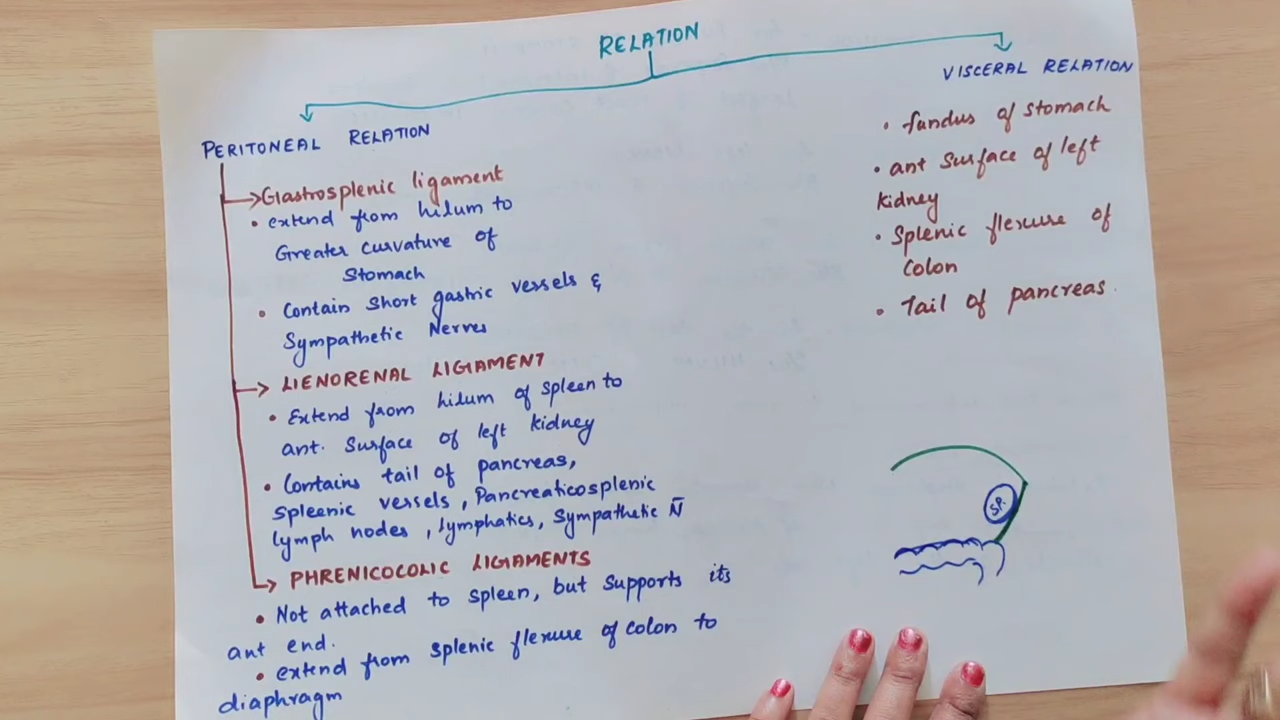 RELATION
PERITONEAL RELATION
Gastrosplenic ligament
• extend from hilum to
Greater curvature of
Stomach
• Contain Short gastric vessels &
Sympathetic Nerves
LIENORENAL LIGAMENT
• Extend from hilum of spleen to
ant. Surface of left kidney
• Contains tail of pancreas,
Spleenic vessels, Pancreaticosplenic
lymph nodes, lymphatics, Sympathetic N̄
PHRENICOCOLIC LIGAMENTS
• Not attached to spleen, but supports its
ant end.
• extend from splenic flexure of colon to
diaphragm
VISCERAL RELATION
• fundus of stomach
• ant surface of left
kidney
• Splenic flexure of
colon
• Tail of pancreas.
SP.